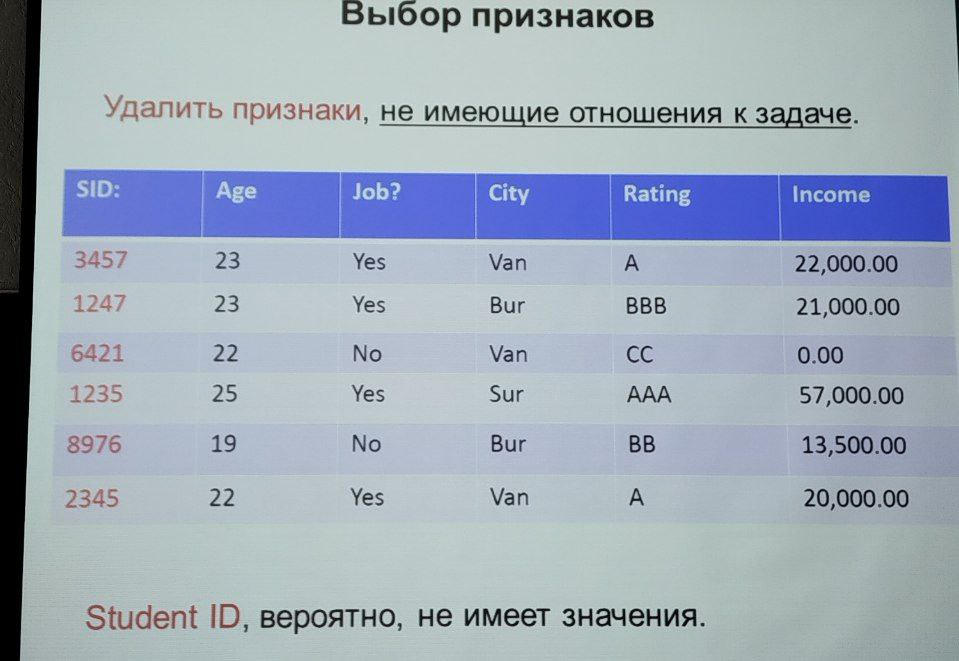 Выбор признаков
Удалить признаки, не имеющие отношения к задаче.
SID: Age Job? City Rating Income
3457 23 Yes Van A 22,000.00
1247 23 Yes Bur BBB 21,000.00
6421 22 No Van CC 0.00
1235 25 Yes Sur AAA 57,000.00
8976 19 No Bur BB 13,500.00
2345 22 Yes Van A 20,000.00
Student ID, вероятно, не имеет значения.